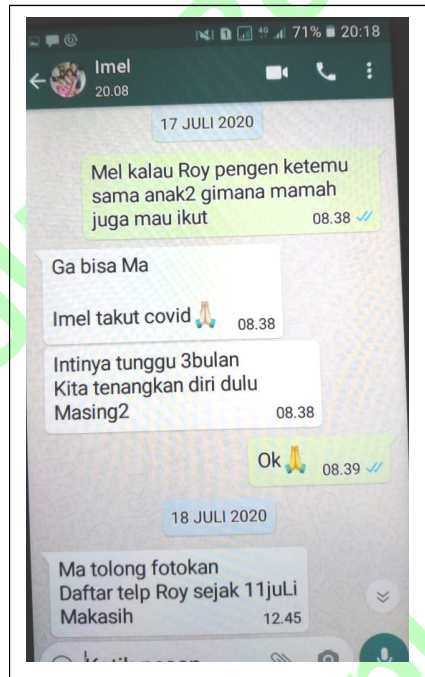 71% 20:18
Imel
20.08
17 JULI 2020
Mel kalau Roy pengen ketemu
sama anak2 gimana mamah
juga mau ikut
08.38
Ga bisa Ma
Imel takut covid 🙏🏻
08.38
Intinya tunggu 3bulan
Kita tenangkan diri dulu
Masing2
08.38
Ok 🙏
08.39
18 JULI 2020
Ma tolong fotokan
Daftar telp Roy sejak 11juLi
Makasih
12.45